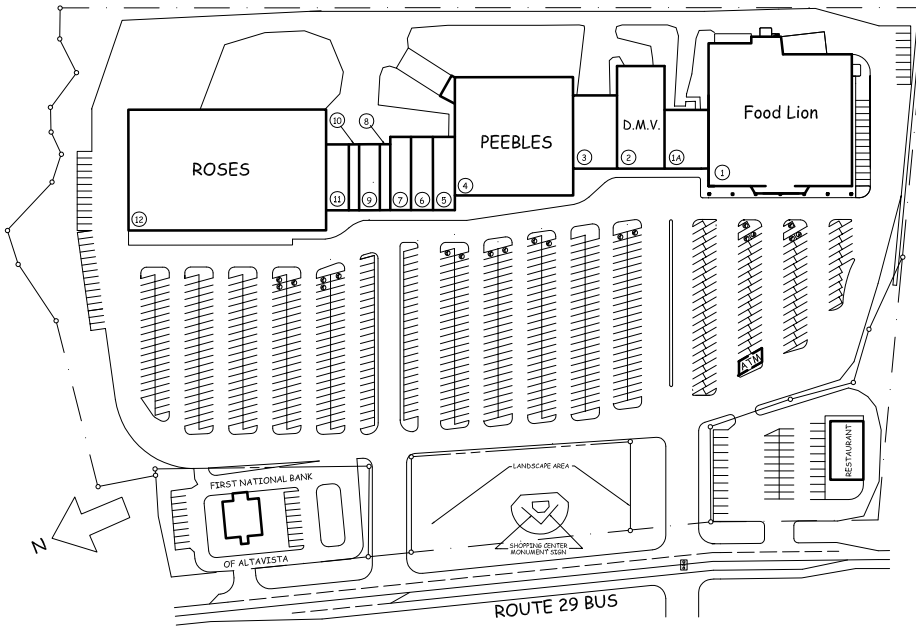 Food Lion
D.M.V.
PEEBLES
ROSES
10
8
3
2
1A
1
4
11
9
7
6
5
12
ATM
RESTAURANT
LANDSCAPE AREA
FIRST NATIONAL BANK
OF ALTAVISTA
SHOPPING CENTER
MONUMENT SIGN
N
ROUTE 29 BUS